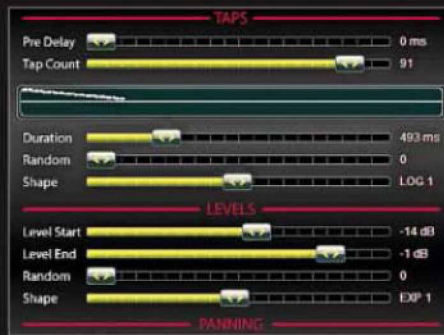 TAPS
Pre Delay 0 ms
Tap Count 91
Duration 493 ms
Random 0
Shape LOG 1
LEVELS
Level Start -14 dB
Level End -1 dB
Random 0
Shape EXP 1
PANNING